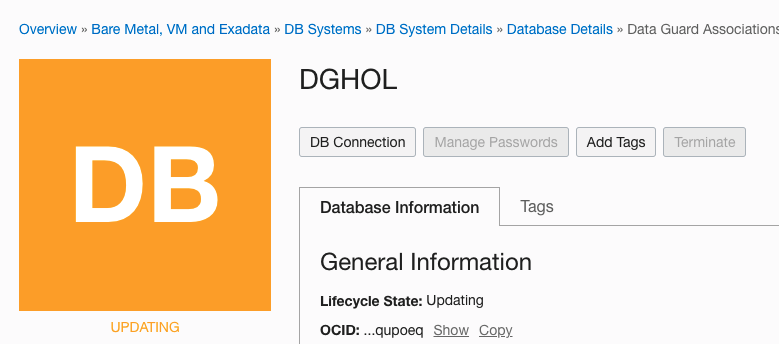 Overview » Bare Metal, VM and Exadata » DB Systems » DB System Details » Database Details » Data Guard Associations
DB
UPDATING
DGHOL
DB Connection Manage Passwords Add Tags Terminate
Database Information Tags
General Information
Lifecycle State: Updating
OCID: ...qupoeq Show Copy